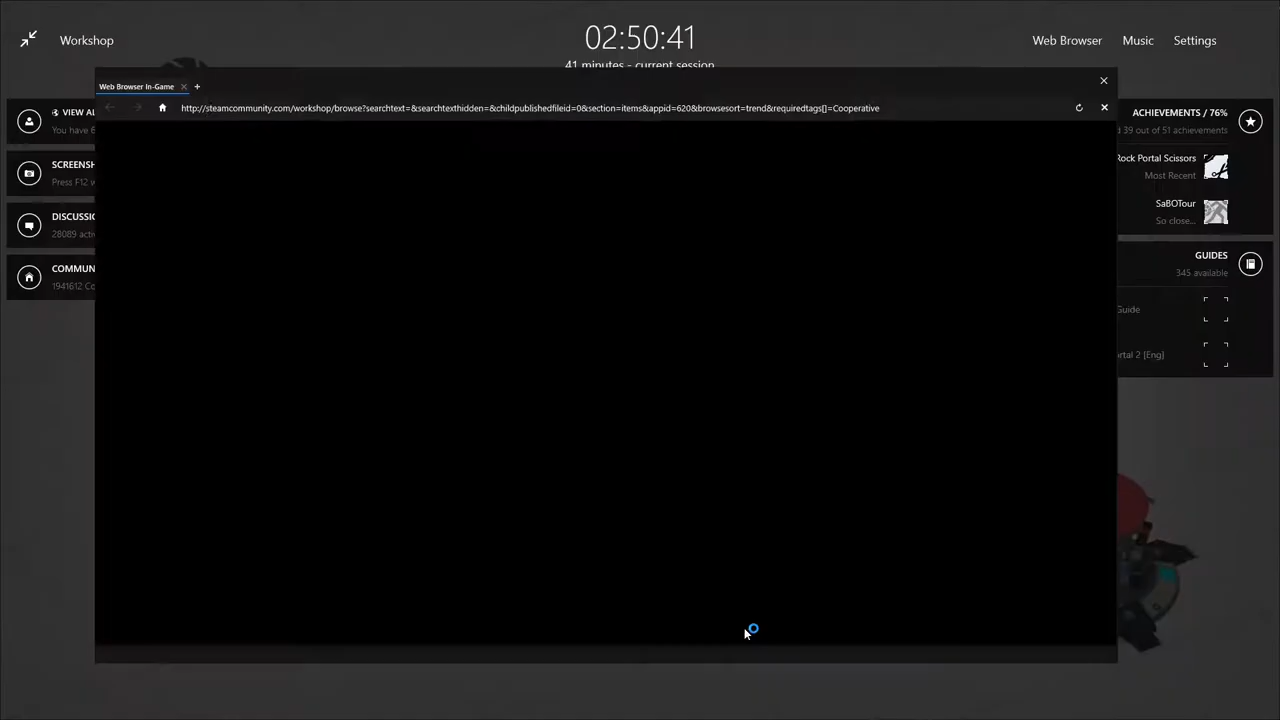 Workshop
02:50:41
41 minutes - current session
Web Browser
Music
Settings
Web Browser In-Game
http://steamcommunity.com/workshop/browse?searchtext=&searchtexthidden=&childpublishedfileid=0&section=items&appid=620&browsesort=trend&requiredtags[]=Cooperative
VIEW AL
You have 6
SCREENSH
Press F12 w
DISCUSSIO
28089 activ
COMMUN
1941612 Co
ACHIEVEMENTS / 76%
39 out of 51 achievements
Rock Portal Scissors
Most Recent
SaBOTour
So close...
GUIDES
345 available
Guide
rtal 2 [Eng]